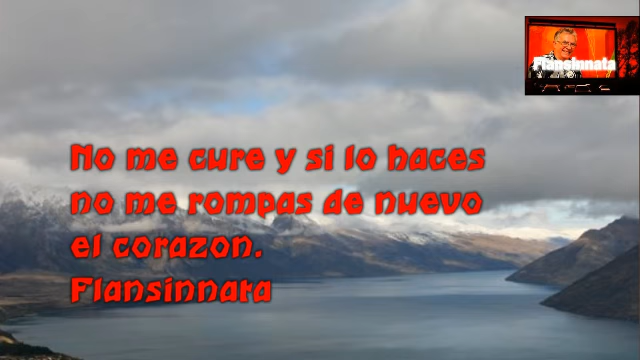 Flansinnata
No me cure y si lo haces
no me rompas de nuevo
el corazon.
Flansinnata